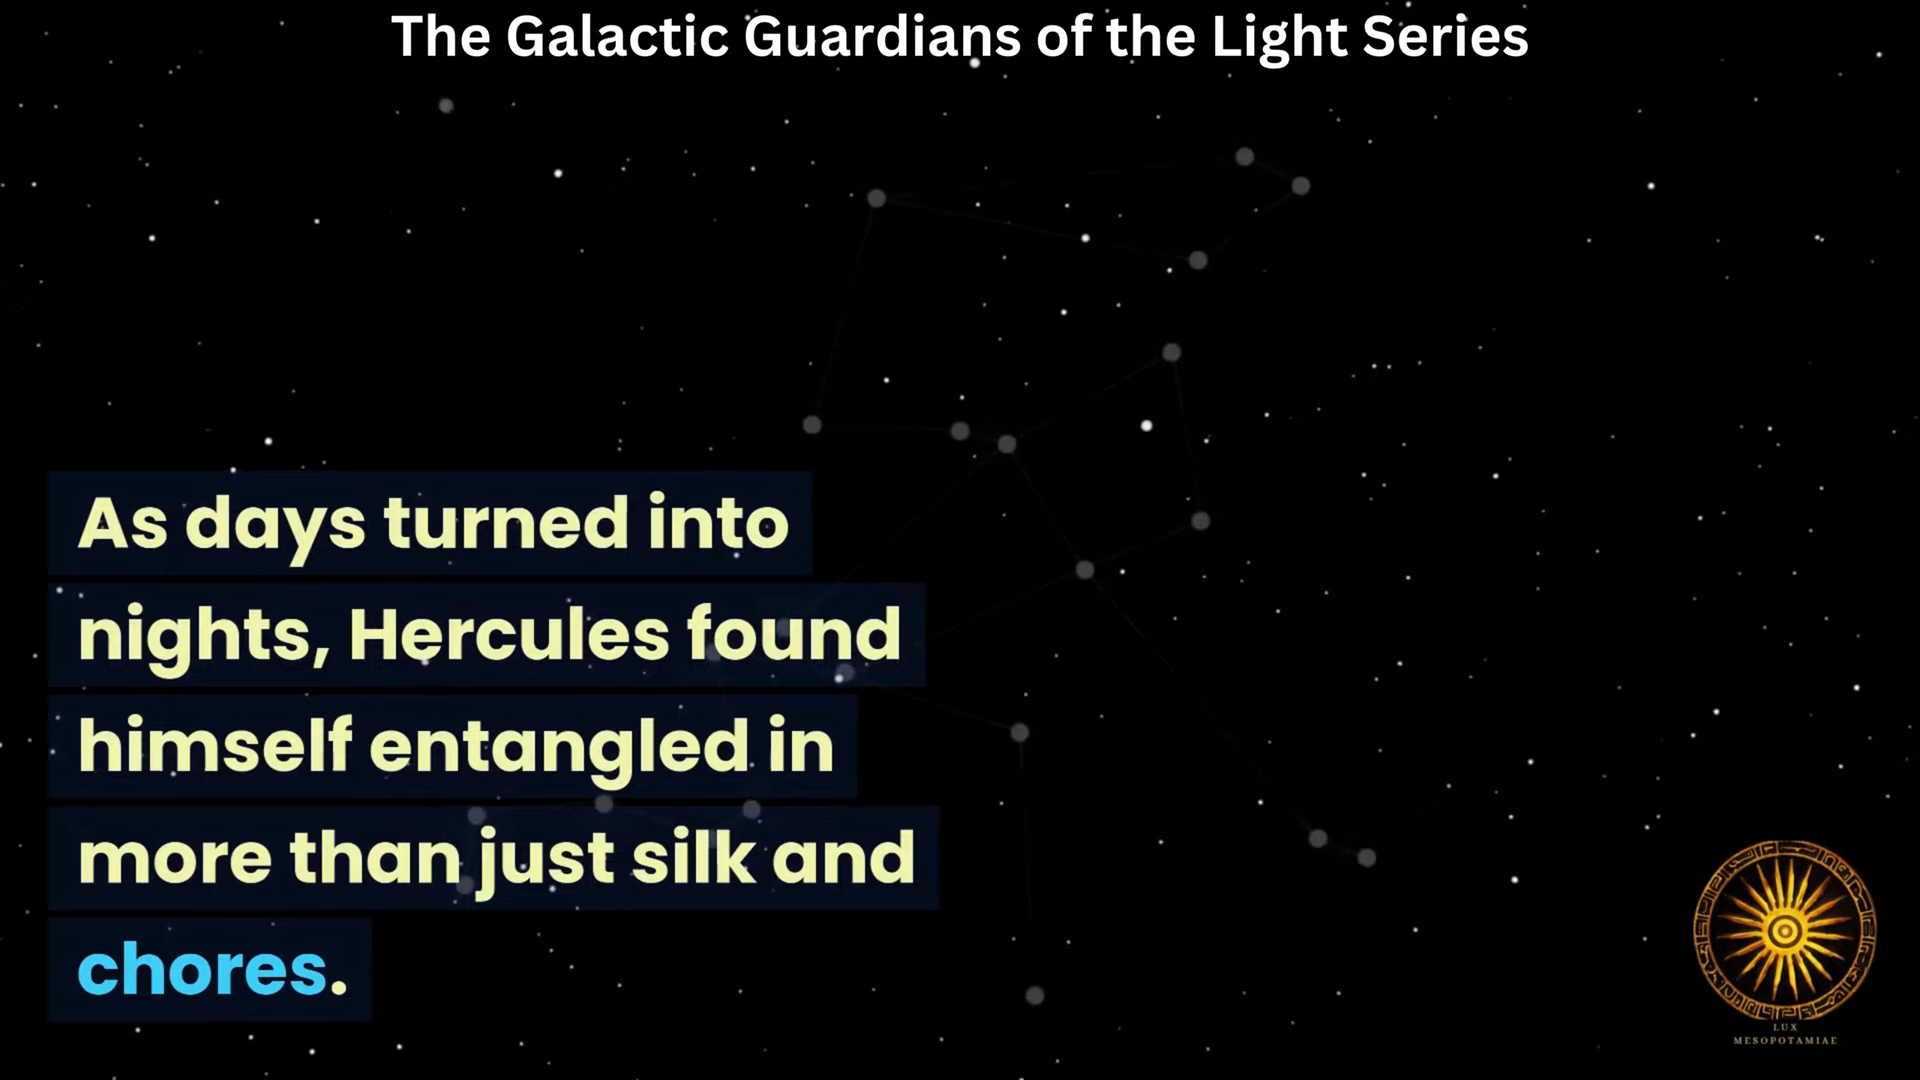 The Galactic Guardians of the Light Series
As days turned into
nights, Hercules found
himself entangled in
more than just silk and
chores.
LUX
MESOPOTAMIAE